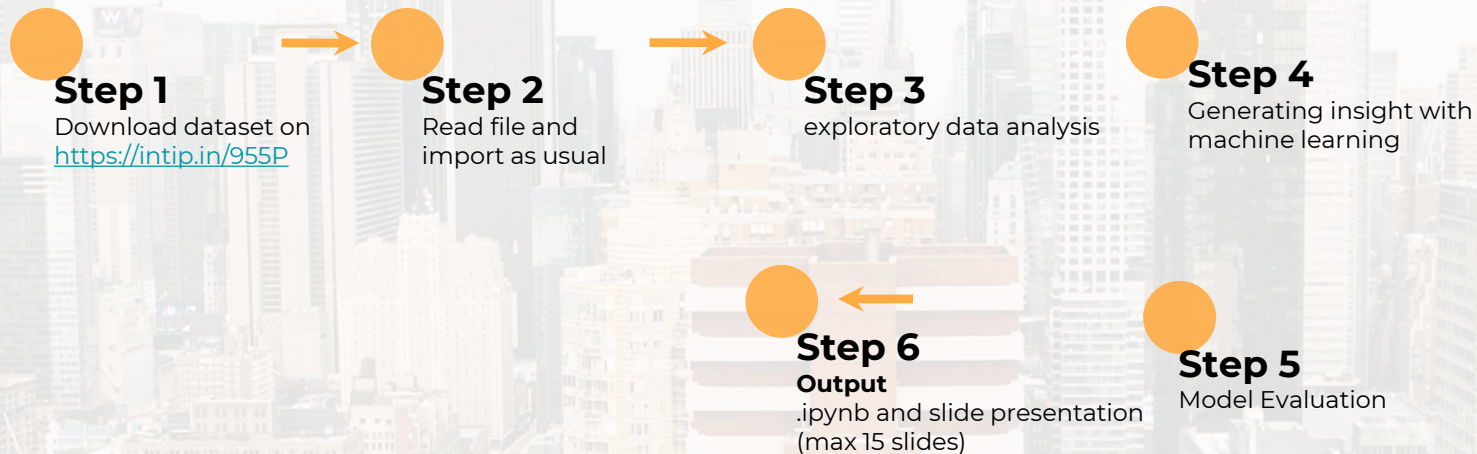 Step 1
Download dataset on
https://intip.in/955P
Step 2
Read file and
import as usual
Step 3
exploratory data analysis
Step 4
Generating insight with
machine learning
Step 5
Model Evaluation
Step 6
Output
.ipynb and slide presentation
(max 15 slides)
W